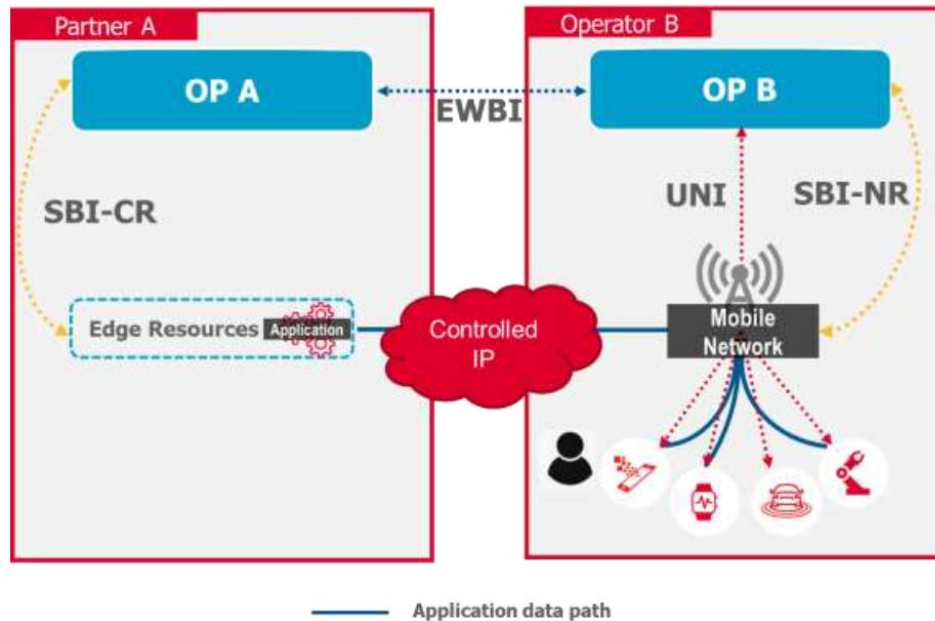 Partner A
Operator B
OP A
EWBI
OP B
SBI-CR
UNI
SBI-NR
Edge Resources
Application
Controlled
IP
Mobile
Network
Application data path